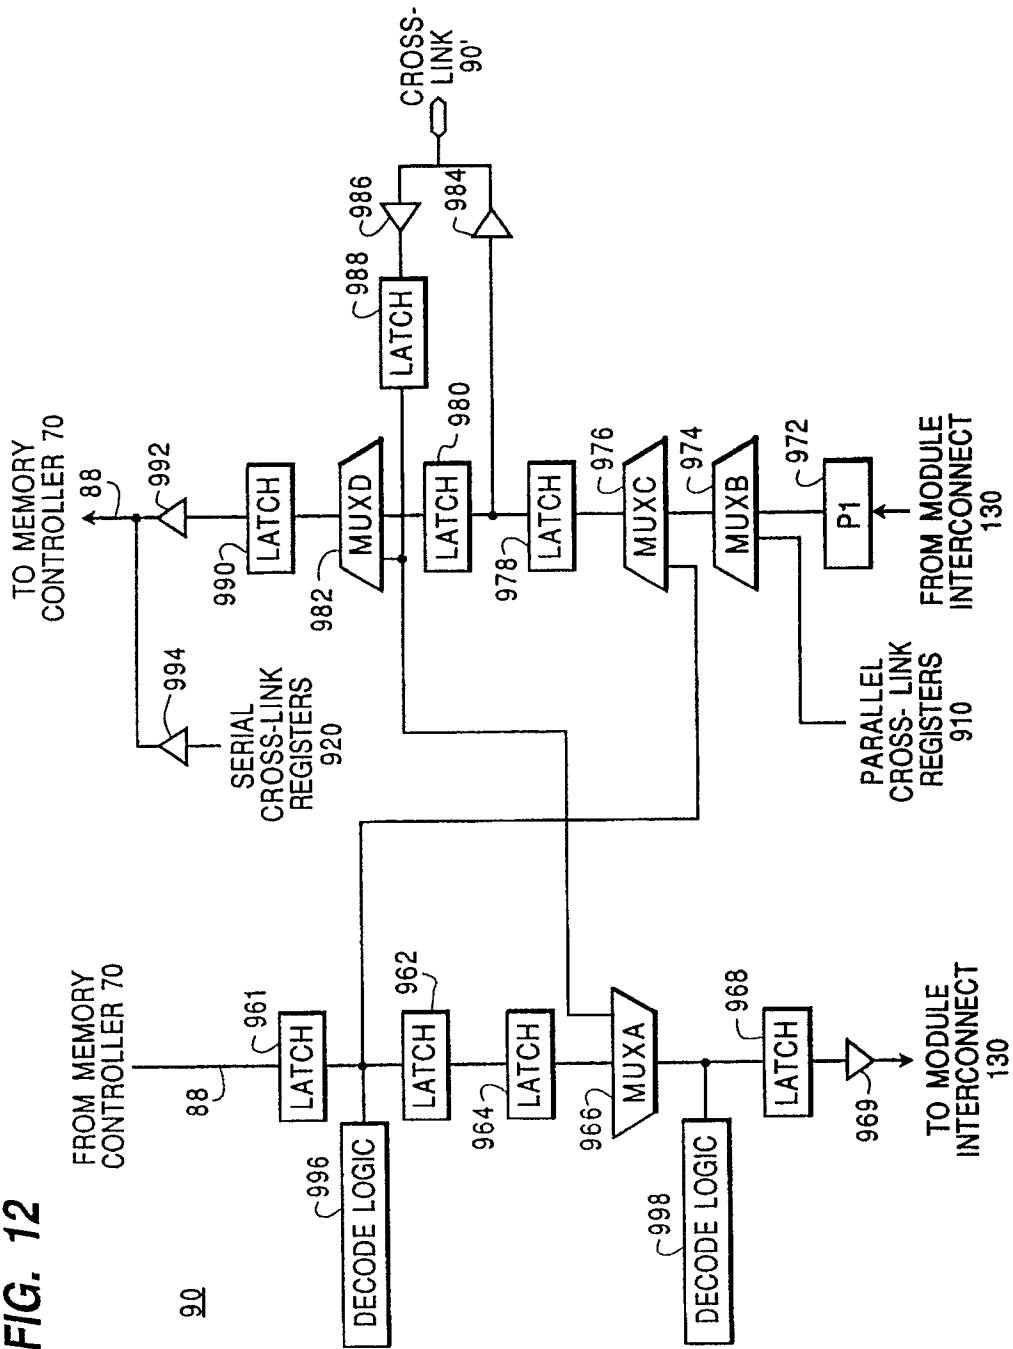 FIG. 12
90
FROM MEMORY
CONTROLLER 70
88
961
LATCH
996
DECODE LOGIC
962
LATCH
964
LATCH
966
MUXA
998
DECODE LOGIC
968
LATCH
969
TO MODULE
INTERCONNECT
130
TO MEMORY
CONTROLLER 70
88
992
994
SERIAL
CROSS-LINK
REGISTERS
920
990
LATCH
982
MUXD
980
LATCH
978
LATCH
976
MUXC
974
MUXB
972
P1
FROM MODULE
INTERCONNECT
130
PARALLEL
CROSS- LINK
REGISTERS
910
988
LATCH
986
984
CROSS-
LINK
90'